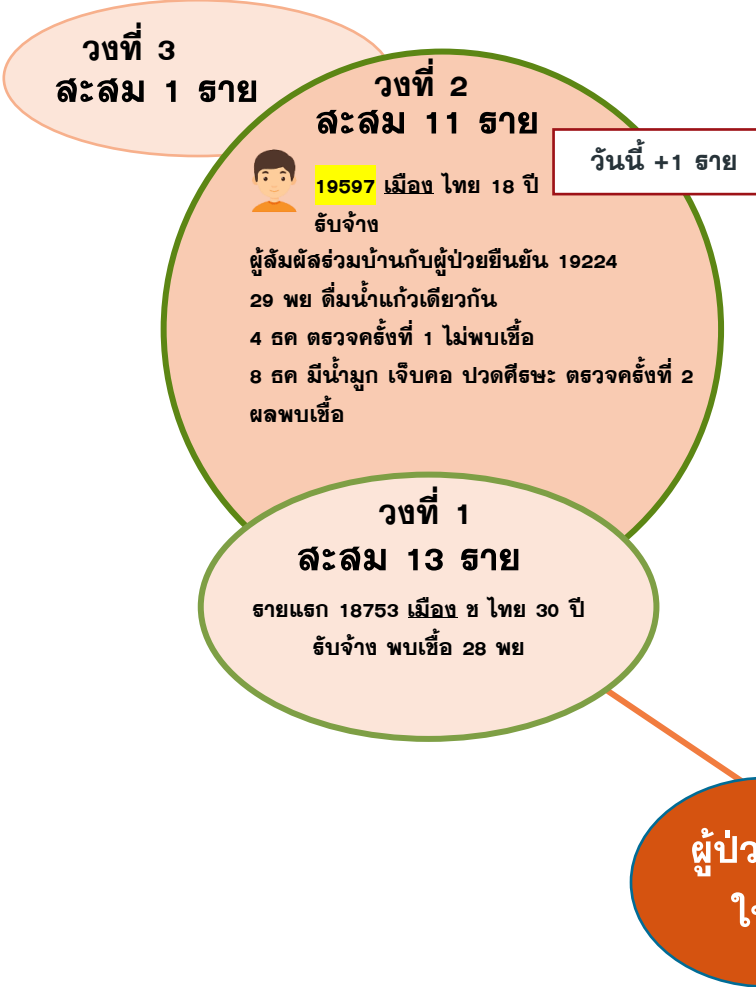 วงที่ 3
สะสม 1 ราย
วงที่ 2
สะสม 11 ราย
วันนี้ +1 ราย
19597 เมือง ไทย 18 ปี
รับจ้าง
ผู้สัมผัสร่วมบ้านกับผู้ป่วยยืนยัน 19224
29 พย ดื่มน้ำแก้วเดียวกัน
4 ธค ตรวจครั้งที่ 1 ไม่พบเชื้อ
8 ธค มีน้ำมูก เจ็บคอ ปวดศีรษะ ตรวจครั้งที่ 2
ผลพบเชื้อ
วงที่ 1
สะสม 13 ราย
รายแรก 18753 เมือง ช ไทย 30 ปี
รับจ้าง พบเชื้อ 28 พย